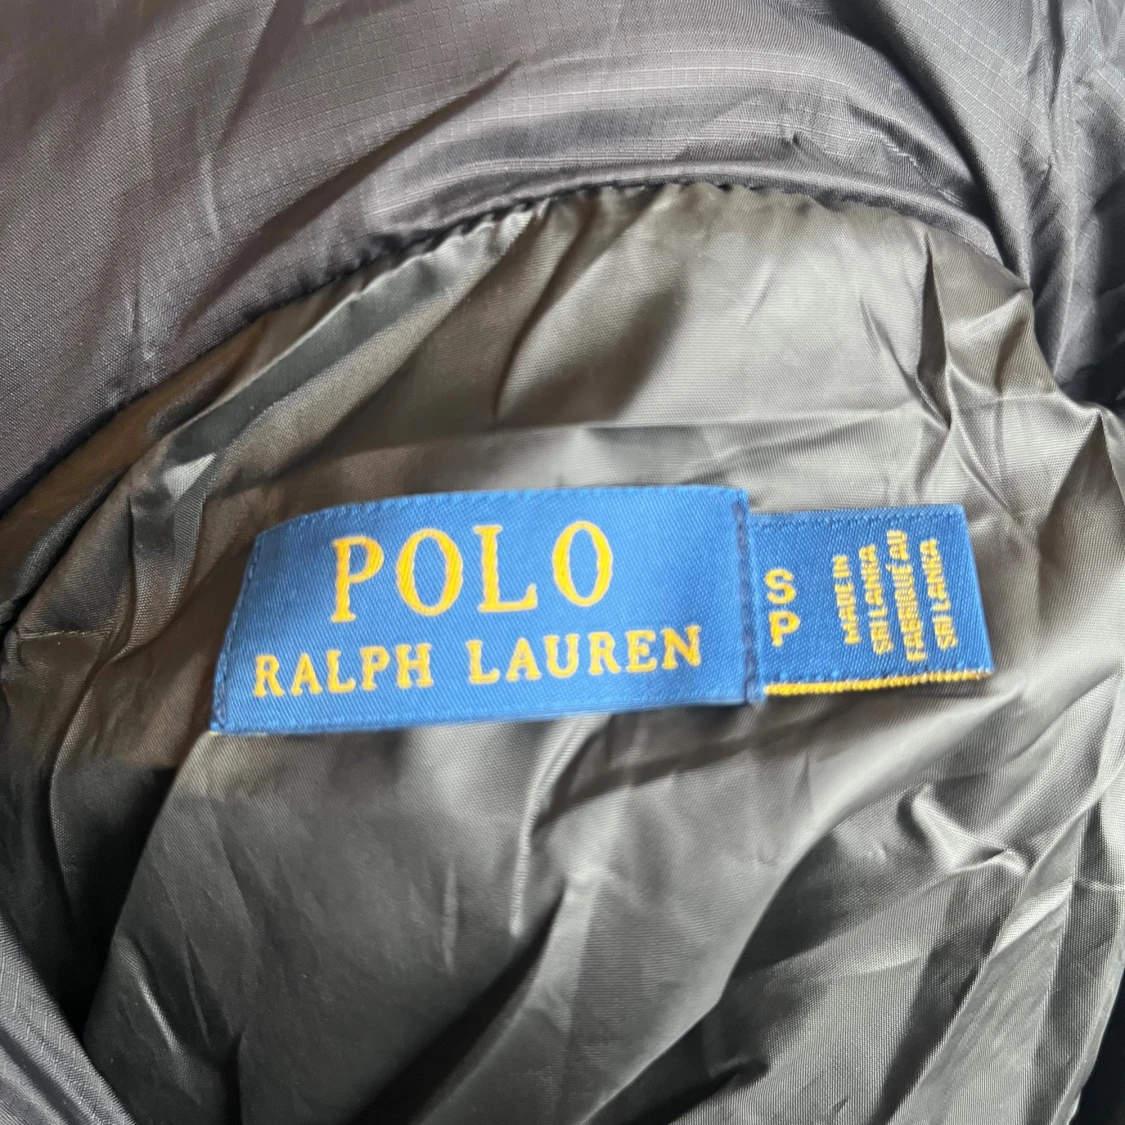 POLO
RALPH LAUREN
S
P
MADE IN
SRI LANKA
FABRIQUÉ AU
SRI LANKA